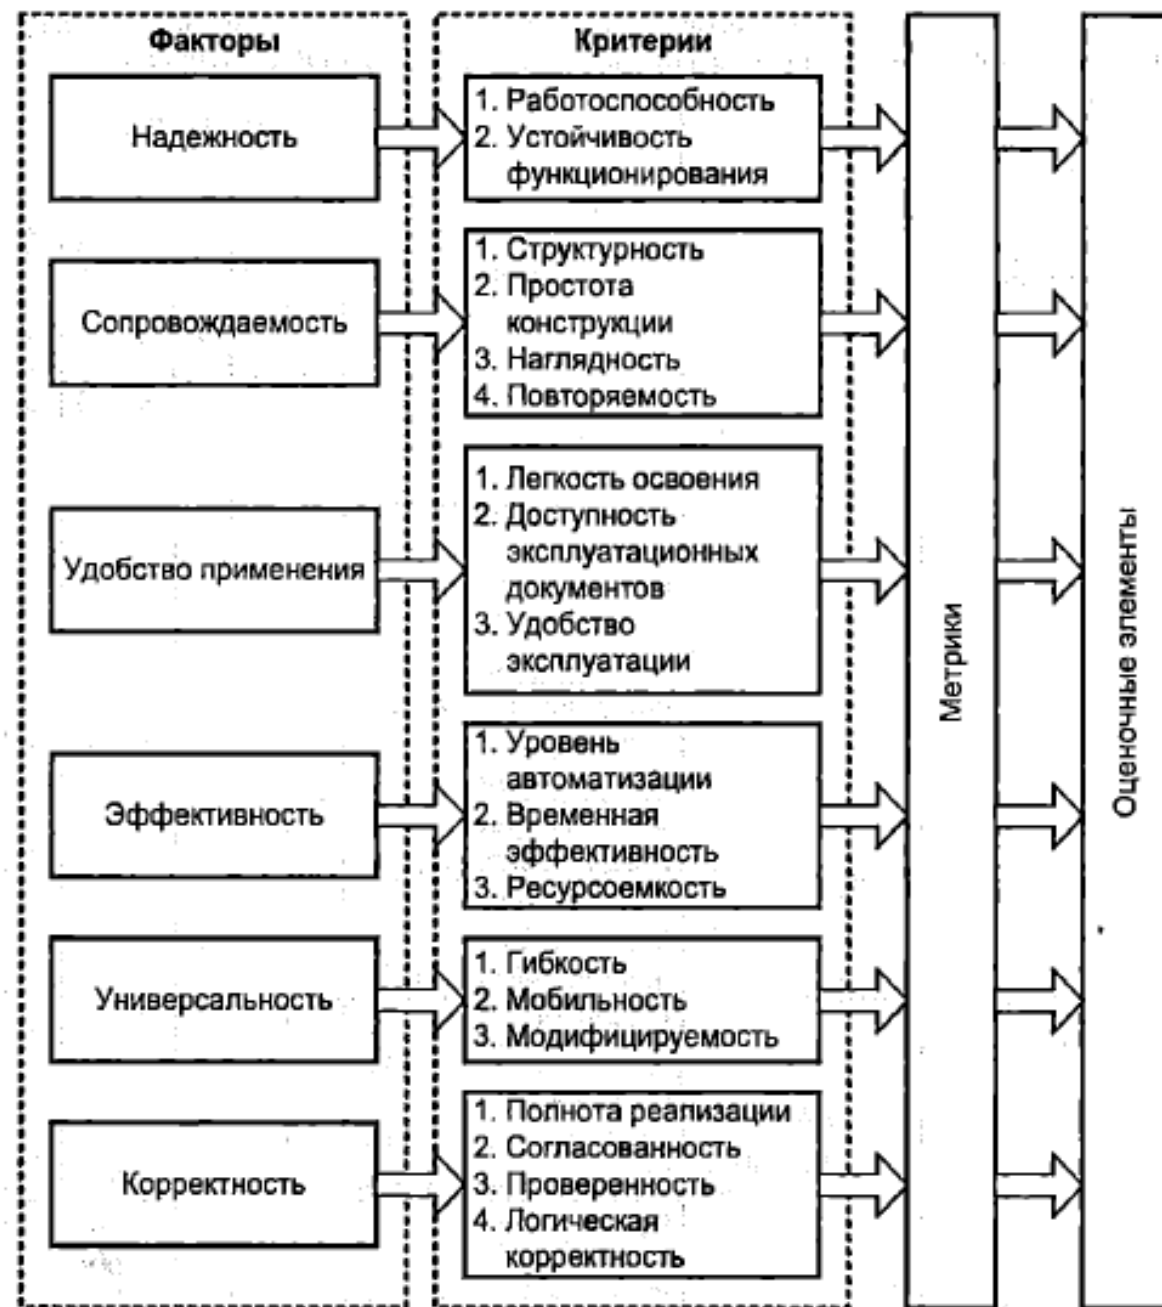 Факторы
Критерии
Надежность
1. Работоспособность
2. Устойчивость
функционирования
Сопровождаемость
1. Структурность
2. Простота
конструкции
3. Наглядность
4. Повторяемость
Удобство применения
1. Легкость освоения
2. Доступность
эксплуатационных
документов
3. Удобство
эксплуатации
Эффективность
1. Уровень
автоматизации
2. Временная
эффективность
3. Ресурсоемкость
Универсальность
1. Гибкость
2. Мобильность
3. Модифицируемость
Корректность
1. Полнота реализации
2. Согласованность
3. Проверенность
4. Логическая
корректность
Метрики
Оценочные элементы